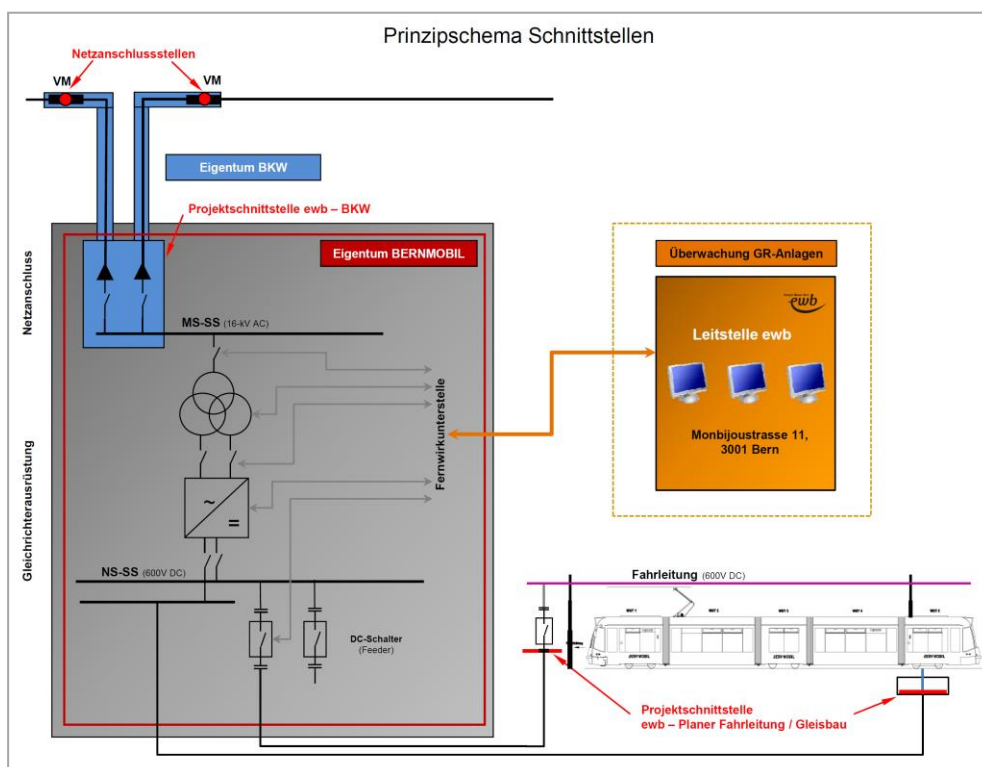 Prinzipschema Schnittstellen
Netzanschlussstellen
VM
VM
Eigentum BKW
Projektschnittstelle ewb – BKW
Eigentum BERNMOBIL
Überwachung GR-Anlagen
Netzanschluss
MS-SS (16-kV AC)
ewb
Leitstelle ewb
Monbijoustrasse 11,
3001 Bern
Fernwirkunterstelle
Gleichrichterausrüstung
~
=
NS-SS (600V DC)
DC-Schalter
(Feeder)
Fahrleitung (600V DC)
Projektschnittstelle
ewb – Planer Fahrleitung / Gleisbau